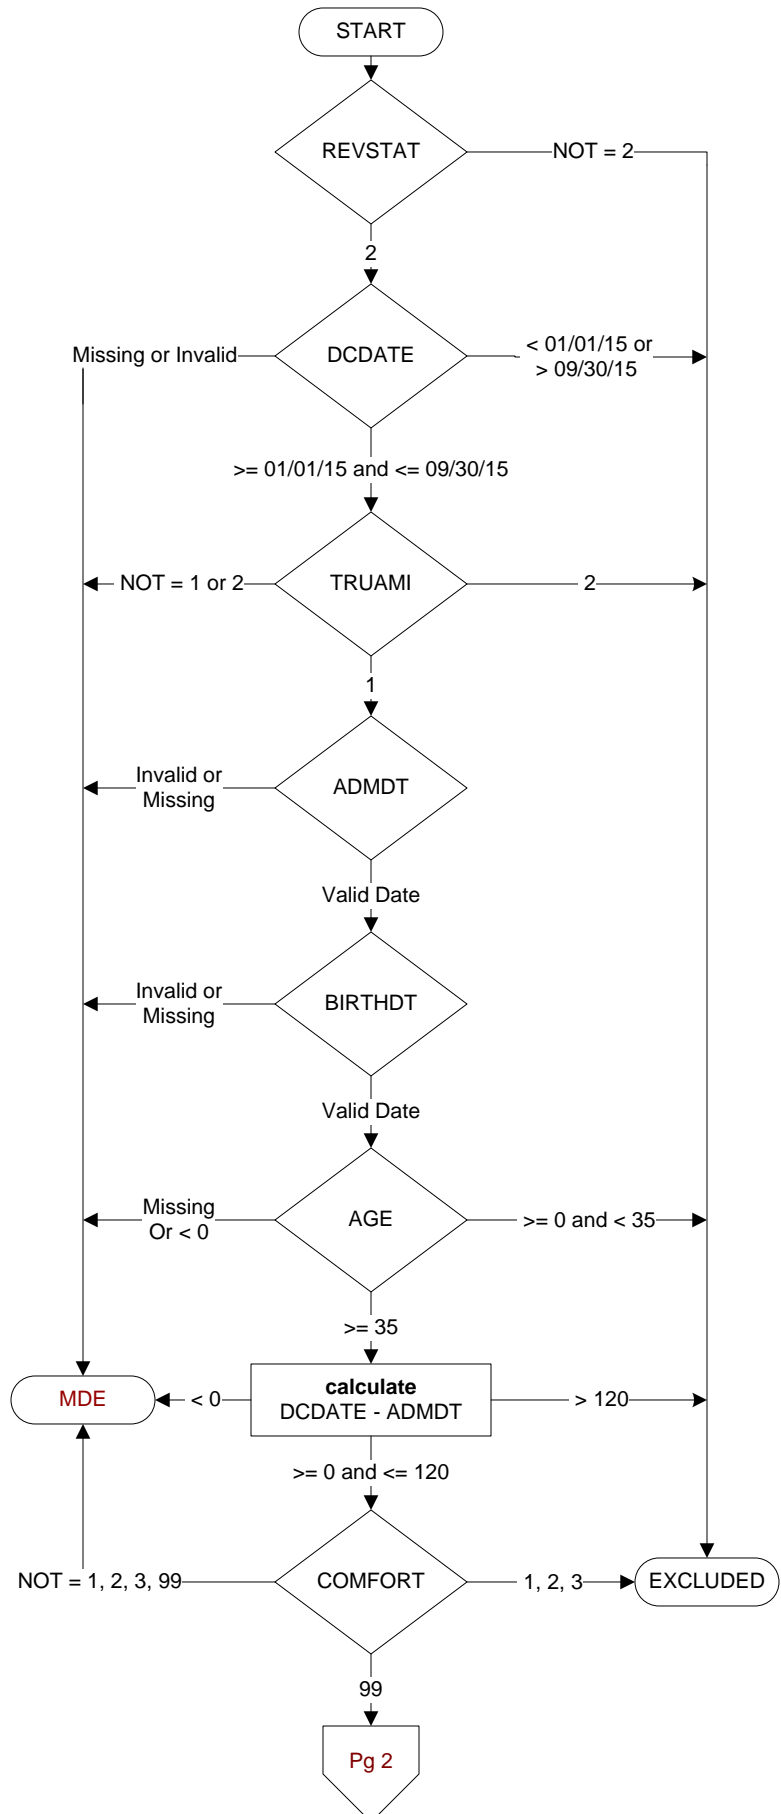 START
REVSTAT
NOT = 2
2
Missing or Invalid
DCDATE
< 01/01/15 or
> 09/30/15
>= 01/01/15 and <= 09/30/15
NOT = 1 or 2
TRUAMI
2
1
Invalid or
Missing
ADMDT
Valid Date
Invalid or
Missing
BIRTHDT
Valid Date
Missing
Or < 0
AGE
>= 0 and < 35
>= 35
MDE
< 0
calculate
DCDATE - ADMDT
> 120
>= 0 and <= 120
NOT = 1, 2, 3, 99
COMFORT
1, 2, 3
EXCLUDED
99
Pg 2